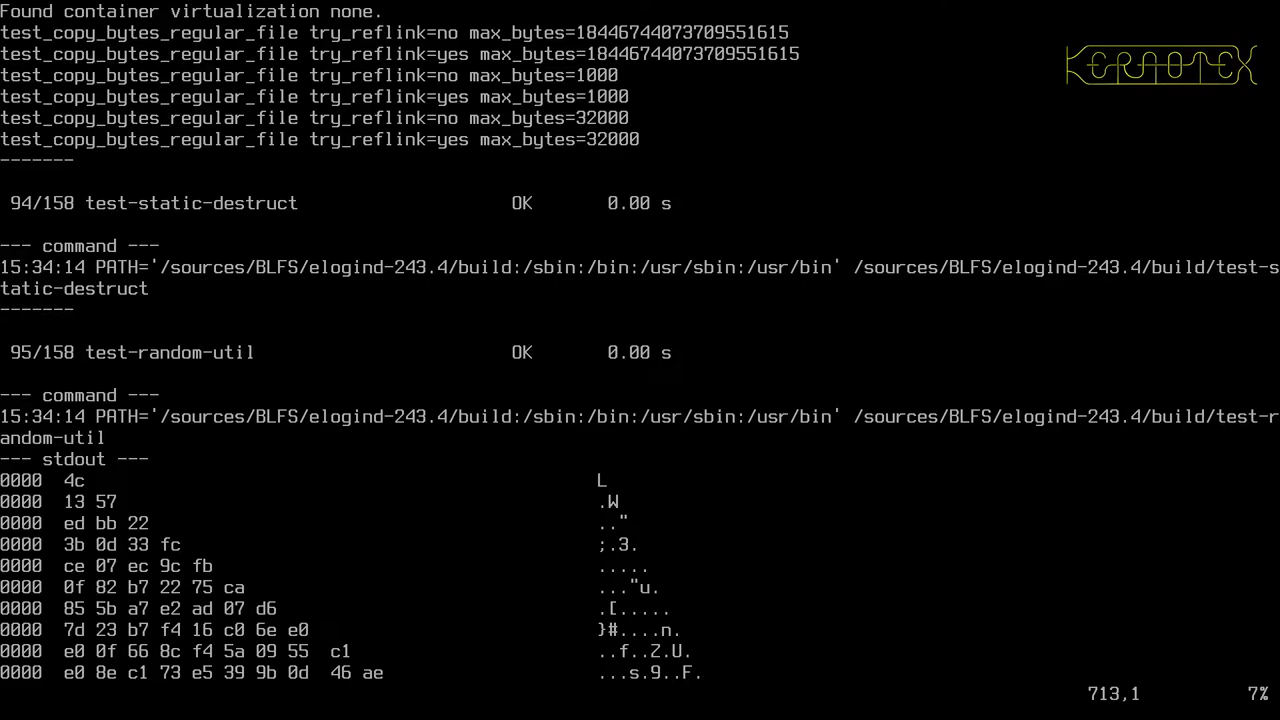 Found container virtualization none.
test_copy_bytes_regular_file try_reflink=no max_bytes=18446744073709551615
test_copy_bytes_regular_file try_reflink=yes max_bytes=18446744073709551615
test_copy_bytes_regular_file try_reflink=no max_bytes=1000
test_copy_bytes_regular_file try_reflink=yes max_bytes=1000
test_copy_bytes_regular_file try_reflink=no max_bytes=32000
test_copy_bytes_regular_file try_reflink=yes max_bytes=32000
-------
KERNOTEX
94/158 test-static-destruct OK 0.00 s
--- command ---
15:34:14 PATH='/sources/BLFS/elogind-243.4/build:/sbin:/bin:/usr/sbin:/usr/bin' /sources/BLFS/elogind-243.4/build/test-s
tatic-destruct
-------
95/158 test-random-util OK 0.00 s
--- command ---
15:34:14 PATH='/sources/BLFS/elogind-243.4/build:/sbin:/bin:/usr/sbin:/usr/bin' /sources/BLFS/elogind-243.4/build/test-r
andom-util
--- stdout ---
0000 4c L
0000 13 57 .W
0000 ed bb 22 .."
0000 3b 0d 33 fc ;.3.
0000 ce 07 ec 9c fb .....
0000 0f 82 b7 22 75 ca ..."u.
0000 85 5b a7 e2 ad 07 d6 .[.....
0000 7d 23 b7 f4 16 c0 6e e0 }#....n.
0000 e0 0f 66 8c f4 5a 09 55 c1 ..f..Z.U.
0000 e0 8e c1 73 e5 39 9b 0d 46 ae ...s.9..F.
713,1 7%